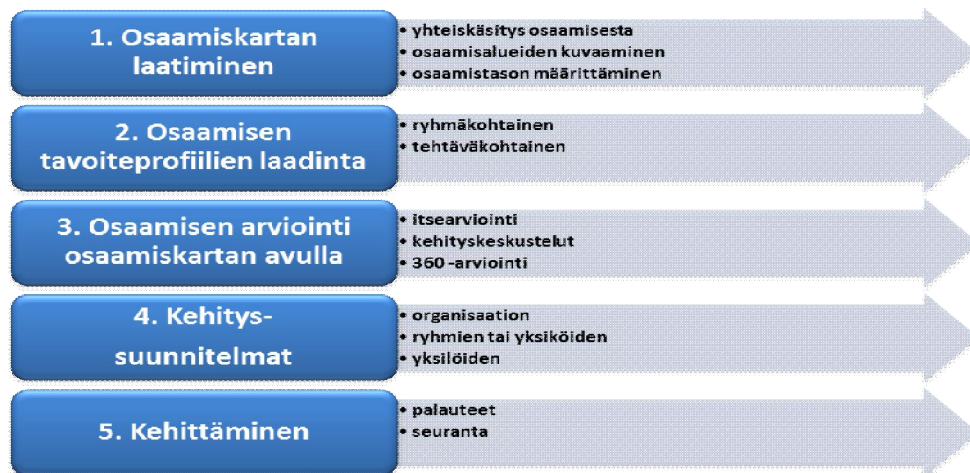 1. Osaamiskartan
laatiminen
• yhteiskäsitys osaamisesta
• osaamisalueiden kuvaaminen
• osaamistason määrittäminen
2. Osaamisen
tavoiteprofiilien laadinta
• ryhmäkohtainen
• tehtäväkohtainen
3. Osaamisen arviointi
osaamiskartan avulla
• itsearviointi
• kehityskeskustelut
• 360 -arviointi
4. Kehitys-
suunnitelmat
• organisaation
• ryhmien tai yksiköiden
• yksilöiden
5. Kehittäminen
• palauteet
• seuranta